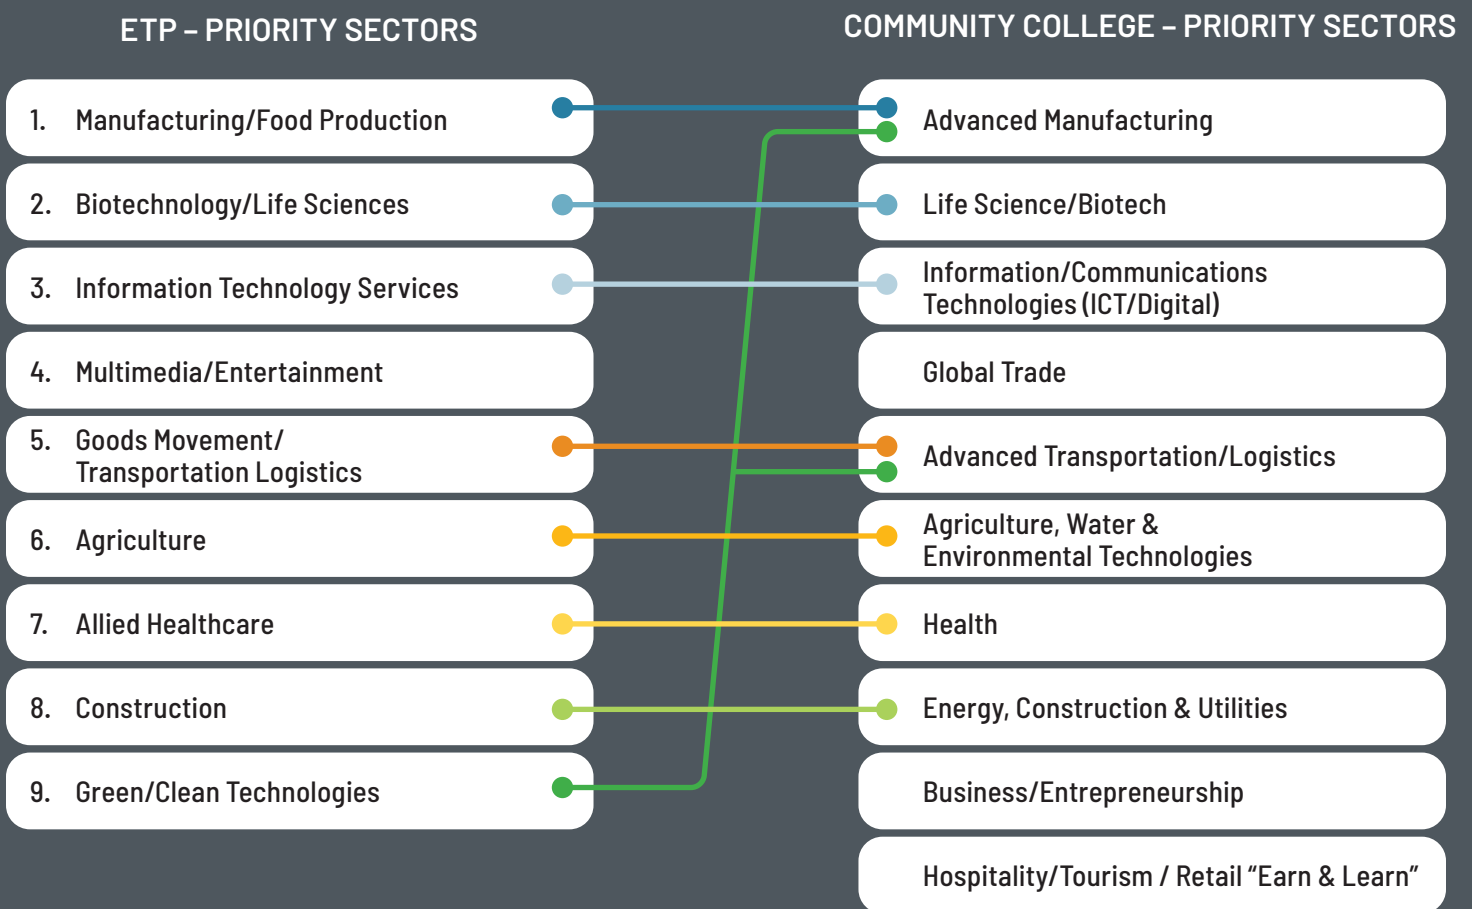 ETP – PRIORITY SECTORS
1. Manufacturing/Food Production
2. Biotechnology/Life Sciences
3. Information Technology Services
4. Multimedia/Entertainment
5. Goods Movement/
Transportation Logistics
6. Agriculture
7. Allied Healthcare
8. Construction
9. Green/Clean Technologies
COMMUNITY COLLEGE – PRIORITY SECTORS
Advanced Manufacturing
Life Science/Biotech
Information/Communications
Technologies (ICT/Digital)
Global Trade
Advanced Transportation/Logistics
Agriculture, Water &
Environmental Technologies
Health
Energy, Construction & Utilities
Business/Entrepreneurship
Hospitality/Tourism / Retail “Earn & Learn”